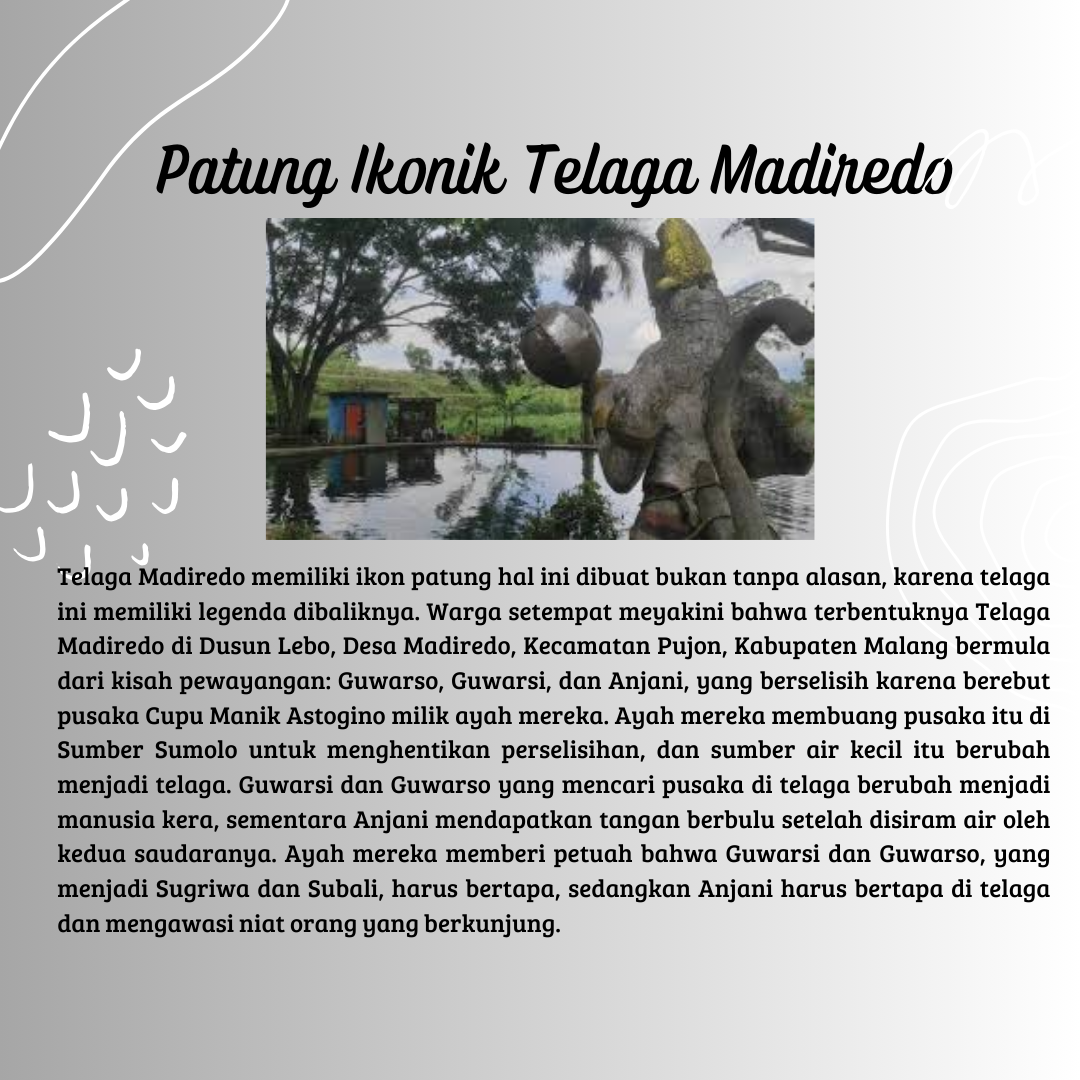 Patung Ikonik Telaga Madiredo
Telaga Madiredo memiliki ikon patung hal ini dibuat bukan tanpa alasan, karena telaga
ini memiliki legenda dibaliknya. Warga setempat meyakini bahwa terbentuknya Telaga
Madiredo di Dusun Lebo, Desa Madiredo, Kecamatan Pujon, Kabupaten Malang bermula
dari kisah pewayangan: Guwarso, Guwarsi, dan Anjani, yang berselisih karena berebut
pusaka Cupu Manik Astogino milik ayah mereka. Ayah mereka membuang pusaka itu di
Sumber Sumolo untuk menghentikan perselisihan, dan sumber air kecil itu berubah
menjadi telaga. Guwarsi dan Guwarso yang mencari pusaka di telaga berubah menjadi
manusia kera, sementara Anjani mendapatkan tangan berbulu setelah disiram air oleh
kedua saudaranya. Ayah mereka memberi petuah bahwa Guwarsi dan Guwarso, yang
menjadi Sugriwa dan Subali, harus bertapa, sedangkan Anjani harus bertapa di telaga
dan mengawasi niat orang yang berkunjung.